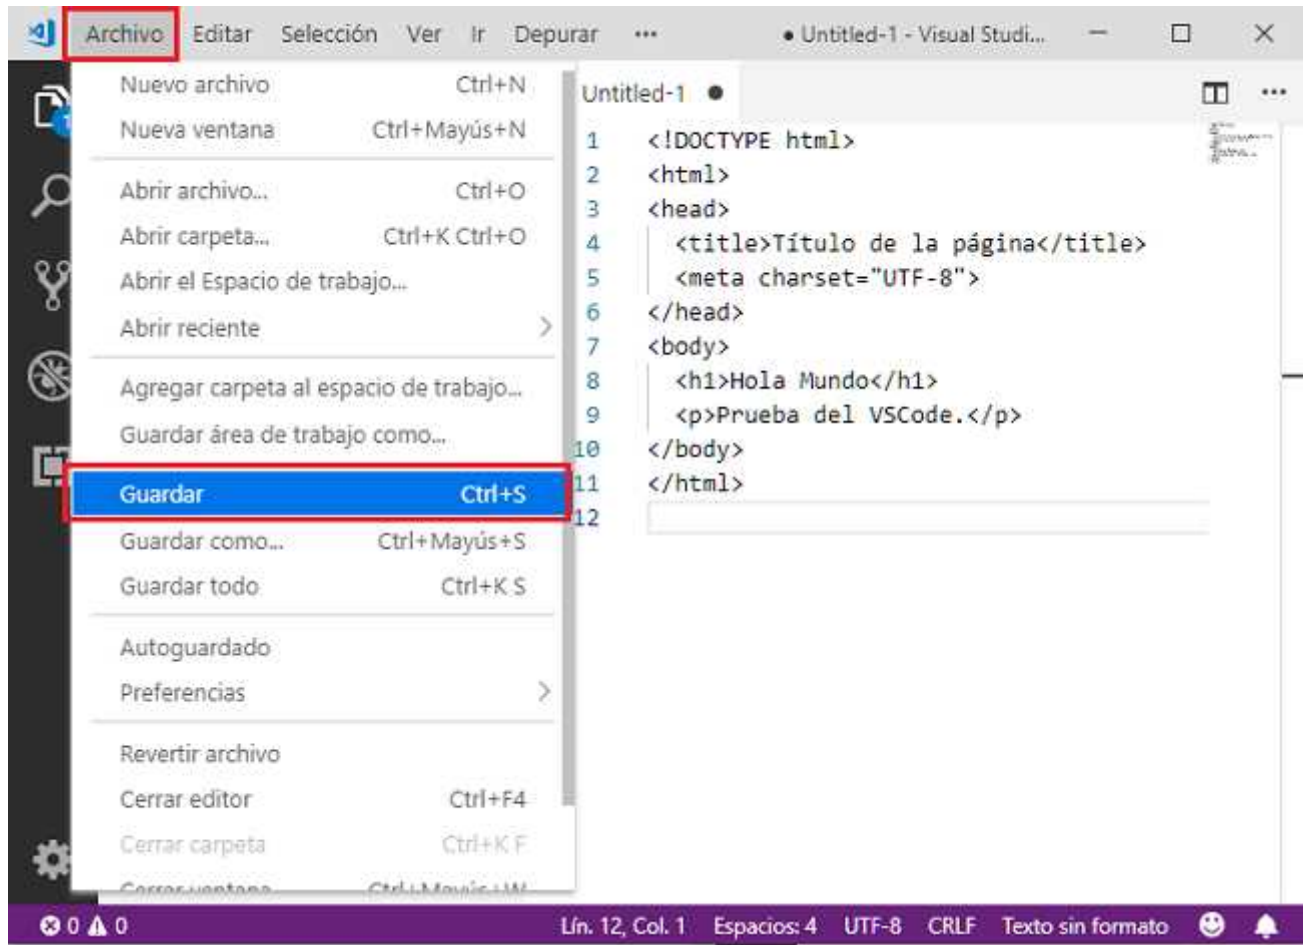 Archivo Editar Selección Ver Ir Depurar ··· ● Untitled-1 - Visual Studi...
Nuevo archivo Ctrl+N
Nueva ventana Ctrl+Mayús+N
Abrir archivo... Ctrl+O
Abrir carpeta... Ctrl+K Ctrl+O
Abrir el Espacio de trabajo...
Abrir reciente
Agregar carpeta al espacio de trabajo...
Guardar área de trabajo como...
Guardar Ctrl+S
Guardar como... Ctrl+Mayús+S
Guardar todo Ctrl+K S
Autoguardado
Preferencias
Revertir archivo
Cerrar editor Ctrl+F4
Cerrar carpeta Ctrl+K F
Cerrar ventana Ctrl+Mayús+W
Untitled-1 ●
1 <!DOCTYPE html>
2 <html>
3 <head>
4 <title>Título de la página</title>
5 <meta charset="UTF-8">
6 </head>
7 <body>
8 <h1>Hola Mundo</h1>
9 <p>Prueba del VSCode.</p>
10 </body>
11 </html>
12
0 0 Lín. 12, Col. 1 Espacios: 4 UTF-8 CRLF Texto sin formato